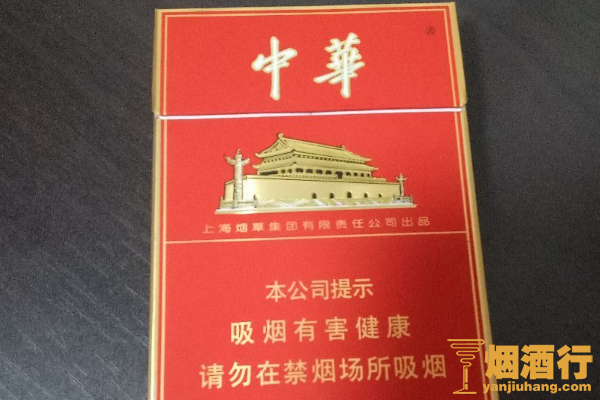 中華
上海烟草集团有限责任公司出品
本公司提示
吸烟有害健康
请勿在禁烟场所吸烟
烟酒行
yanjiuhang.com